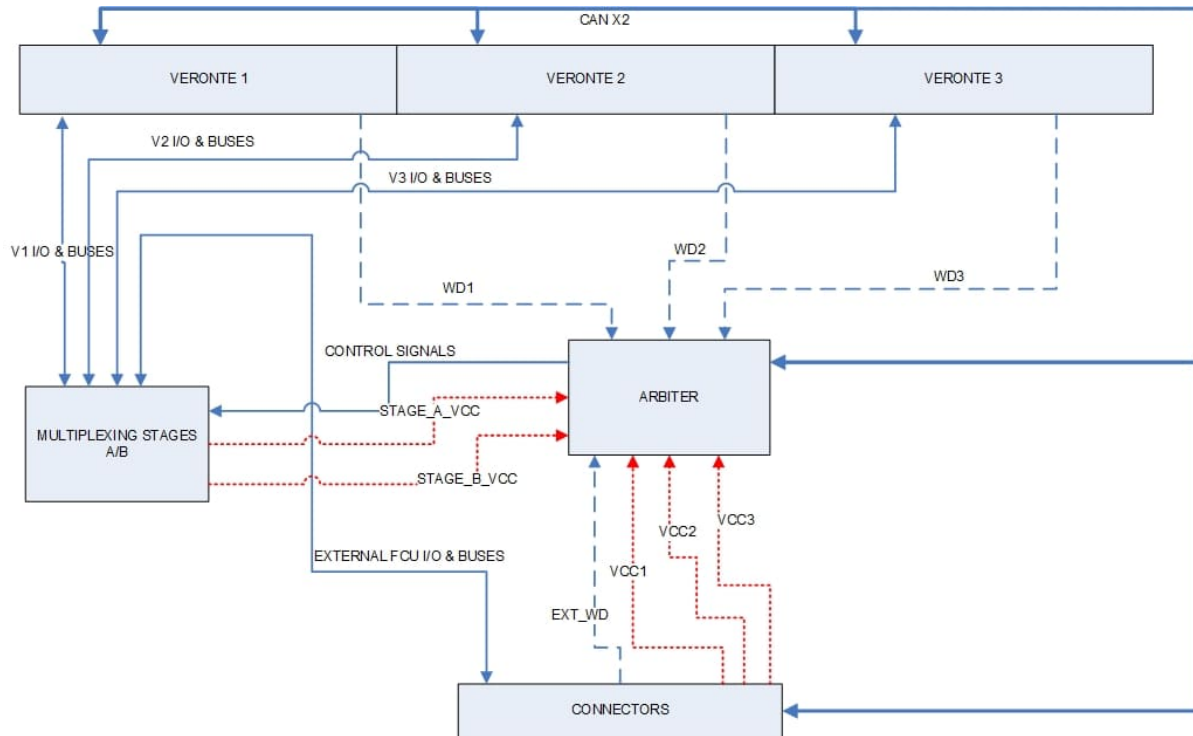 CAN X2
VERONTE 1
VERONTE 2
VERONTE 3
V2 I/O & BUSES
V3 I/O & BUSES
V1 I/O & BUSES
WD2
WD1
WD3
CONTROL SIGNALS
ARBITER
STAGE_A_VCC
MULTIPLEXING STAGES
A/B
STAGE_B_VCC
VCC3
VCC2
EXTERNAL FCU I/O & BUSES
VCC1
EXT_WD
CONNECTORS